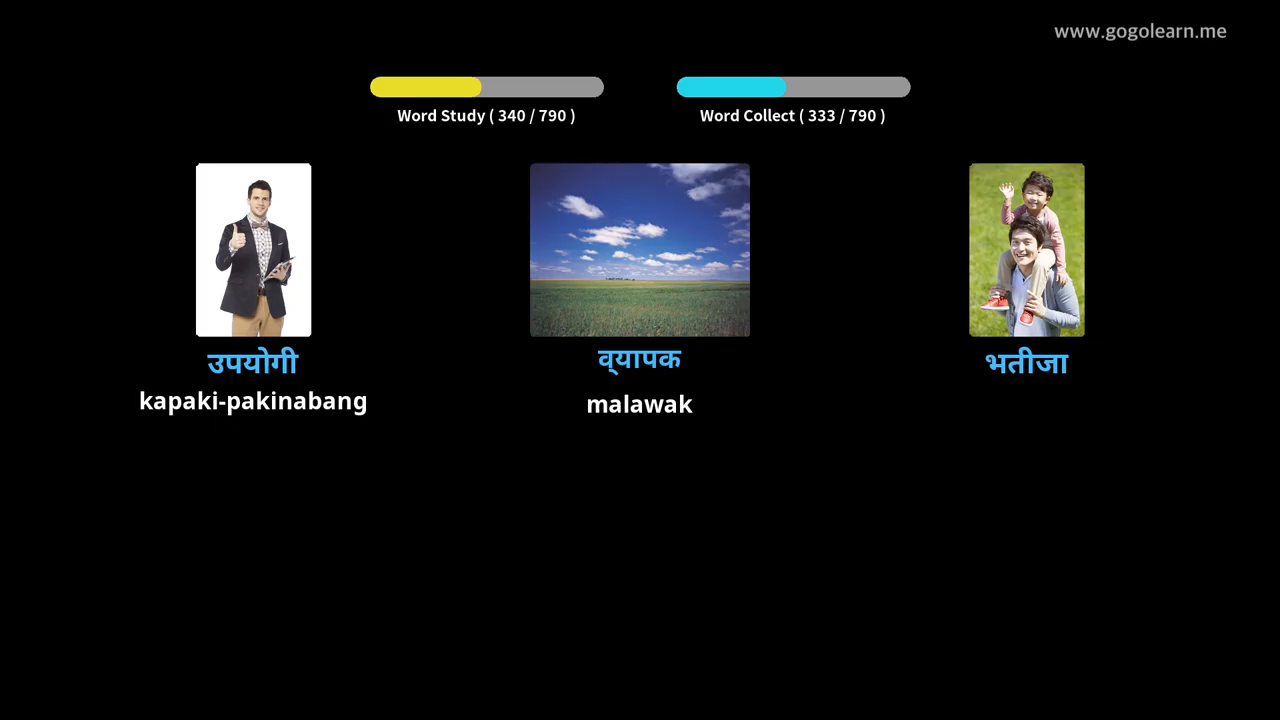 www.gogolearn.me
Word Study ( 340 / 790 )
Word Collect ( 333 / 790 )
उपयोगी
kapaki-pakinabang
व्यापक
malawak
भतीजा